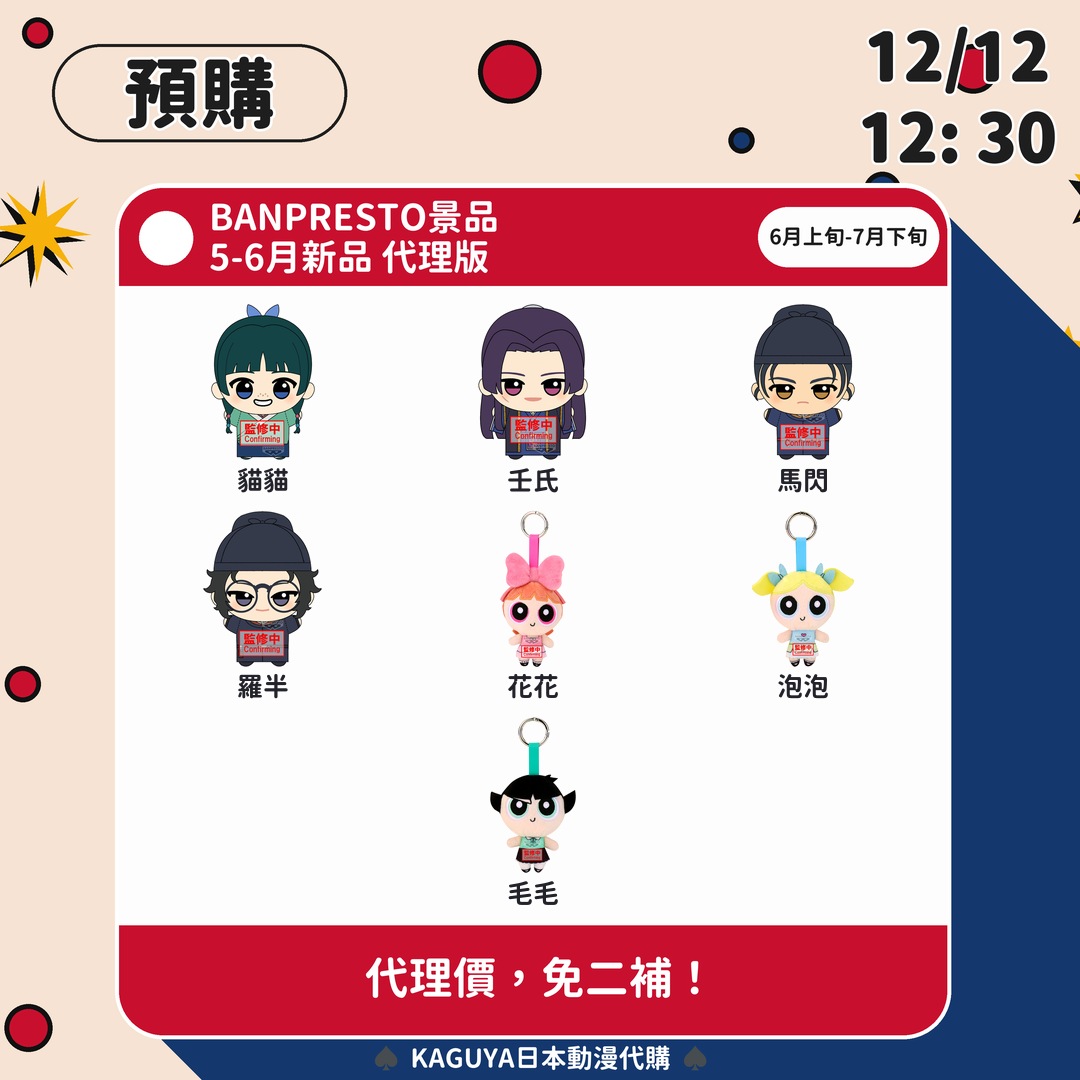 預購
12/12
12: 30
BANPRESTO景品
5-6月新品 代理版
6月上旬-7月下旬
監修中
Confirming
監修中
Confirming
監修中
Confirming
貓貓
壬氏
馬閃
監修中
Confirming
監修中
Confirming
監修中
Confirming
羅半
花花
泡泡
監修中
毛毛
代理價，免二補！
KAGUYA日本動漫代購